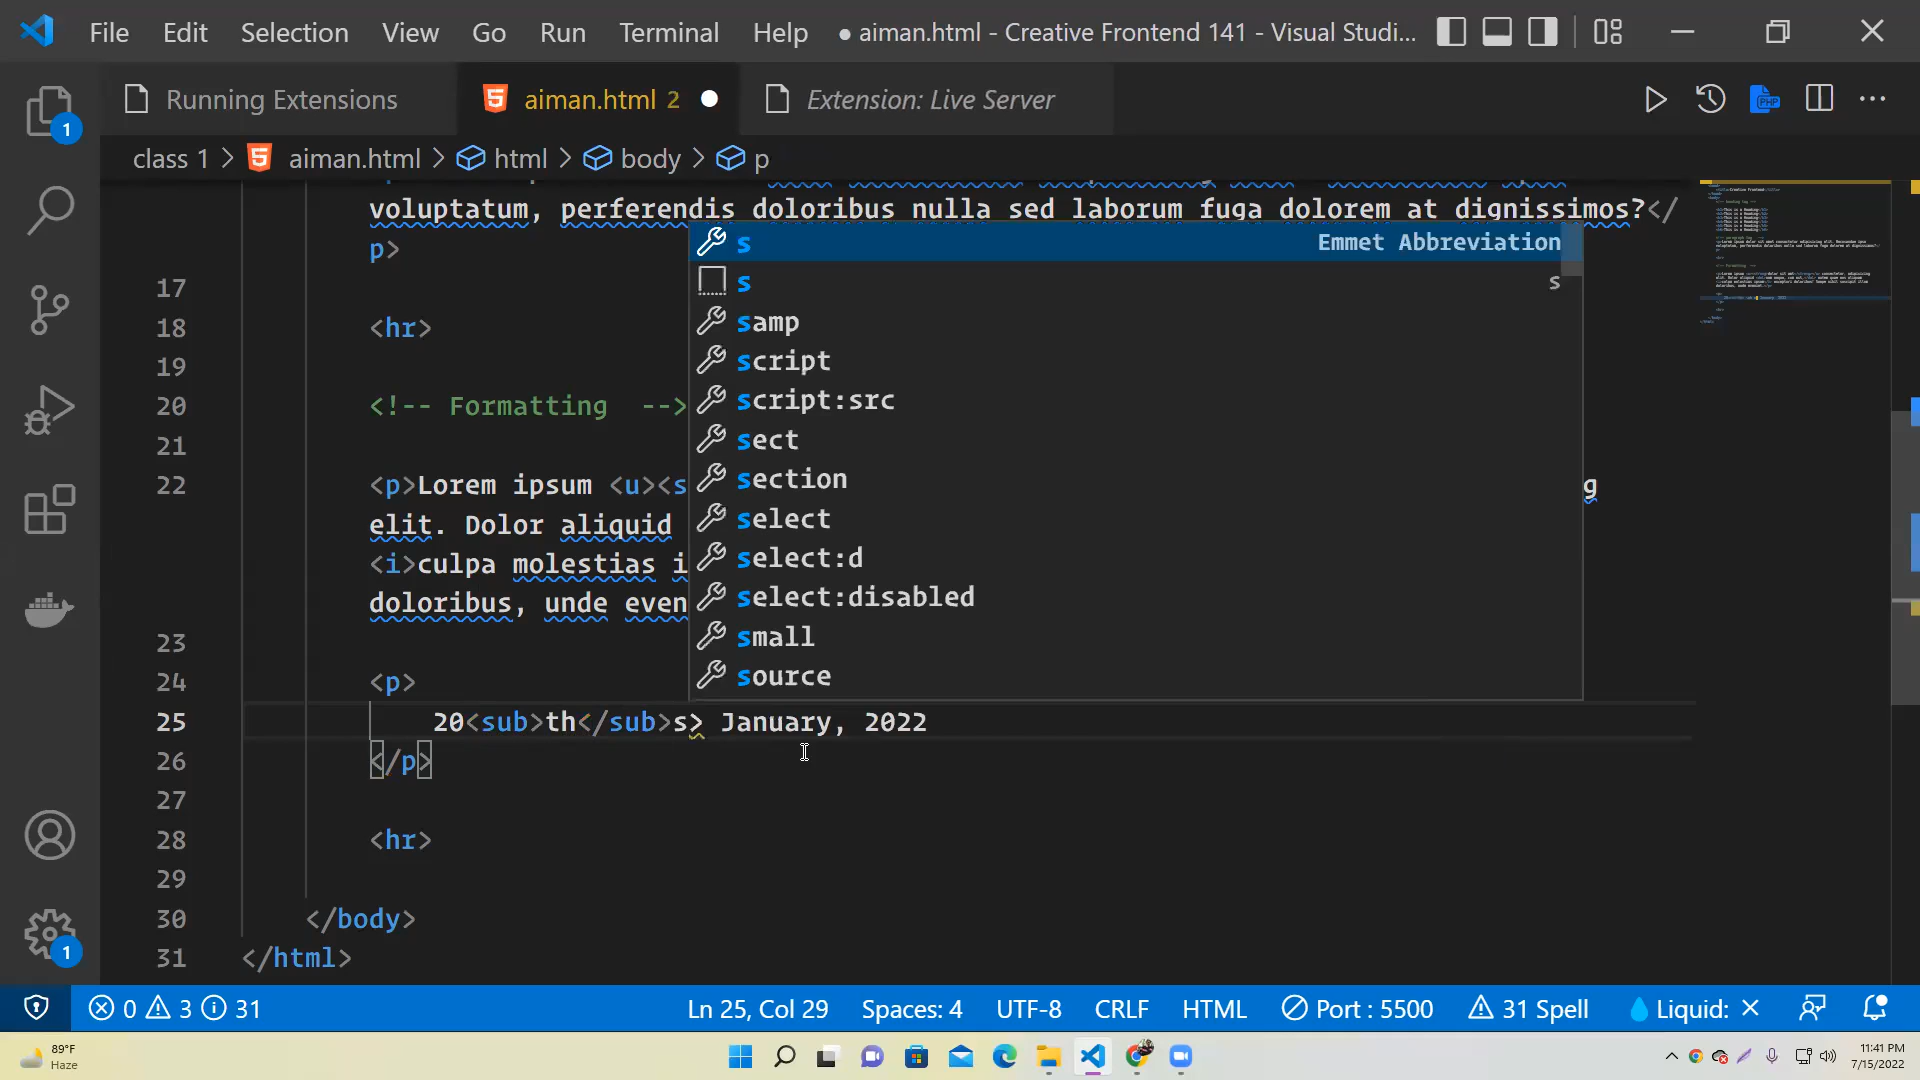 File Edit Selection View Go Run Terminal Help ● aiman.html - Creative Frontend 141 - Visual Studi...
Running Extensions aiman.html 2 Extension: Live Server
class 1 > aiman.html > html > body > p
voluptatum, perferendis doloribus nulla sed laborum fuga dolorem at dignissimos?</
p>
s Emmet Abbreviation
s s
samp
script
script:src
sect
section
select
select:d
select:disabled
small
source
17
18 <hr>
19
20 <!-- Formatting -->
21
22 <p>Lorem ipsum <u><s g
elit. Dolor aliquid
<i>culpa molestias i
doloribus, unde even
23
24 <p>
25 20<sub>th</sub>s> January, 2022
26 </p>
27
28 <hr>
29
30 </body>
31 </html>
1
1
0 3 31 Ln 25, Col 29 Spaces: 4 UTF-8 CRLF HTML Port : 5500 31 Spell Liquid:
89°F
Haze
11:41 PM
7/15/2022